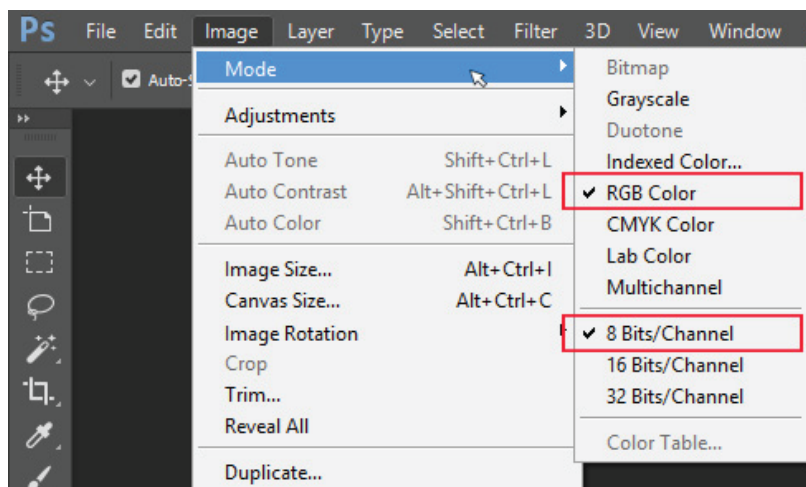 Ps File Edit Image Layer Type Select Filter 3D View Window
Auto-S
Mode
Adjustments
Auto Tone Shift+Ctrl+L
Auto Contrast Alt+Shift+Ctrl+L
Auto Color Shift+Ctrl+B
Image Size... Alt+Ctrl+I
Canvas Size... Alt+Ctrl+C
Image Rotation
Crop
Trim...
Reveal All
Duplicate...
Bitmap
Grayscale
Duotone
Indexed Color...
RGB Color
CMYK Color
Lab Color
Multichannel
8 Bits/Channel
16 Bits/Channel
32 Bits/Channel
Color Table...